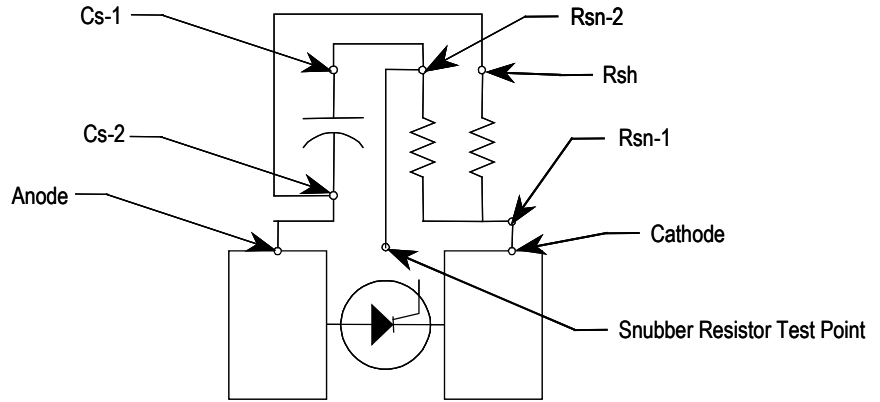 Cs-1
Rsn-2
Rsh
Cs-2
Rsn-1
Anode
Cathode
Snubber Resistor Test Point